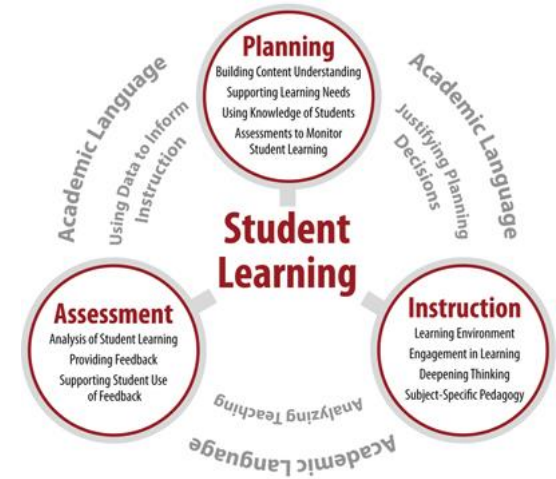 Planning
Building Content Understanding
Supporting Learning Needs
Using Knowledge of Students
Assessments to Monitor
Student Learning
Academic Language
Using Data to Inform
Instruction
Academic Language
Justifying Planning
Decisions
Student
Learning
Assessment
Analysis of Student Learning
Providing Feedback
Supporting Student Use
of Feedback
Instruction
Learning Environment
Engagement in Learning
Deepening Thinking
Subject-Specific Pedagogy
Analyzing Teaching
Academic Language